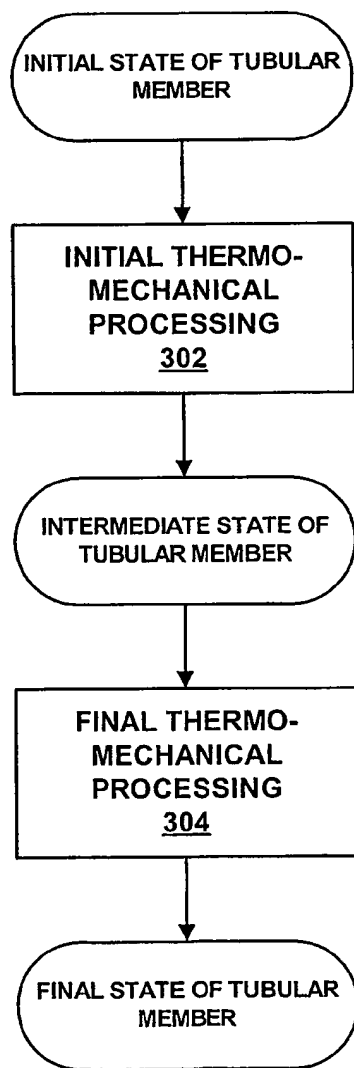 INITIAL STATE OF TUBULAR
MEMBER
INITIAL THERMO-
MECHANICAL
PROCESSING
302
INTERMEDIATE STATE OF
TUBULAR MEMBER
FINAL THERMO-
MECHANICAL
PROCESSING
304
FINAL STATE OF TUBULAR
MEMBER